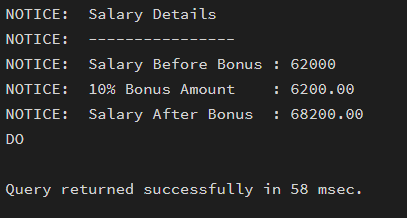 NOTICE:  Salary Details
NOTICE:  ----------------
NOTICE:  Salary Before Bonus : 62000
NOTICE:  10% Bonus Amount    : 6200.00
NOTICE:  Salary After Bonus  : 68200.00
DO
Query returned successfully in 58 msec.